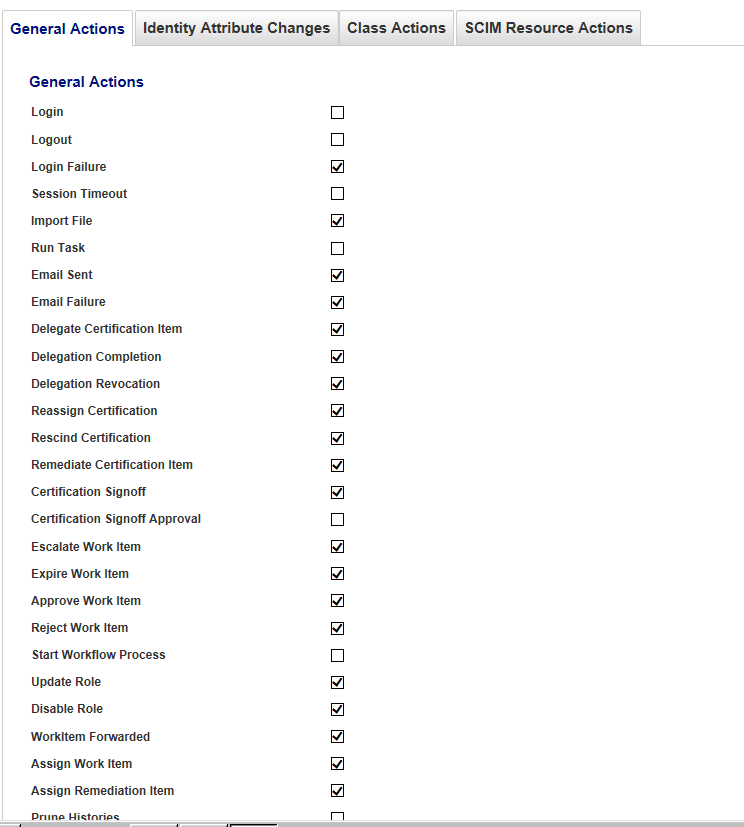 General Actions Identity Attribute Changes Class Actions SCIM Resource Actions
General Actions
Login
Logout
Login Failure
Session Timeout
Import File
Run Task
Email Sent
Email Failure
Delegate Certification Item
Delegation Completion
Delegation Revocation
Reassign Certification
Rescind Certification
Remediate Certification Item
Certification Signoff
Certification Signoff Approval
Escalate Work Item
Expire Work Item
Approve Work Item
Reject Work Item
Start Workflow Process
Update Role
Disable Role
WorkItem Forwarded
Assign Work Item
Assign Remediation Item
Prune Histories